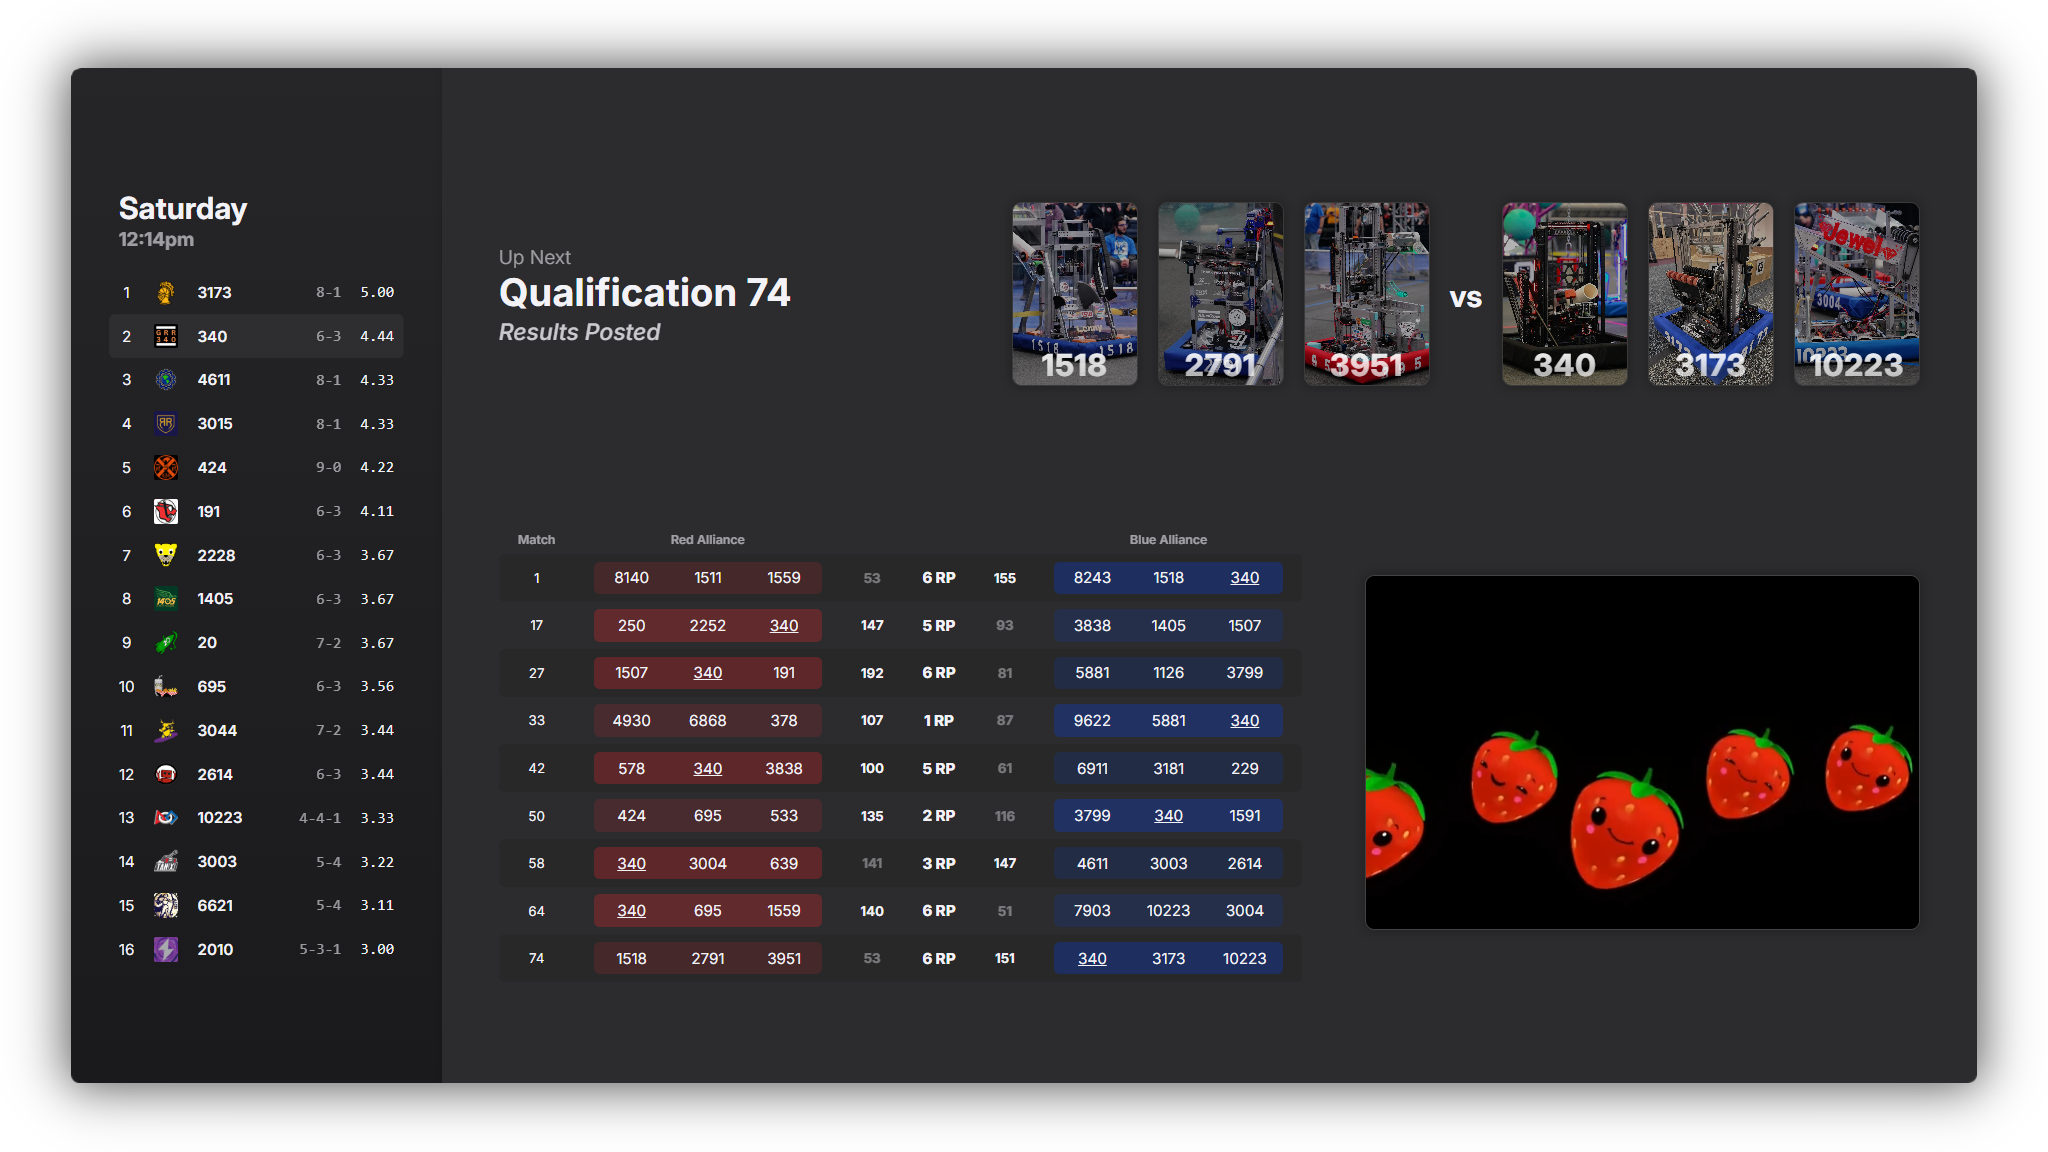 Saturday
12:14pm
1 3173 8-1 5.00
2 GRR 340 340 6-3 4.44
3 4611 8-1 4.33
4 3015 8-1 4.33
5 424 9-0 4.22
6 191 6-3 4.11
7 2228 6-3 3.67
8 1405 1405 6-3 3.67
9 20 7-2 3.67
10 695 6-3 3.56
11 3044 7-2 3.44
12 2614 6-3 3.44
13 10223 4-4-1 3.33
14 3003 5-4 3.22
15 6621 5-4 3.11
16 2010 5-3-1 3.00
Up Next
Qualification 74
Results Posted
Jewel
3004
1518 1518
1518 2791 3951 vs 340 3173 10223
Match Red Alliance Blue Alliance
1 8140 1511 1559 53 6 RP 155 8243 1518 340
17 250 2252 340 147 5 RP 93 3838 1405 1507
27 1507 340 191 192 6 RP 81 5881 1126 3799
33 4930 6868 378 107 1 RP 87 9622 5881 340
42 578 340 3838 100 5 RP 61 6911 3181 229
50 424 695 533 135 2 RP 116 3799 340 1591
58 340 3004 639 141 3 RP 147 4611 3003 2614
64 340 695 1559 140 6 RP 51 7903 10223 3004
74 1518 2791 3951 53 6 RP 151 340 3173 10223